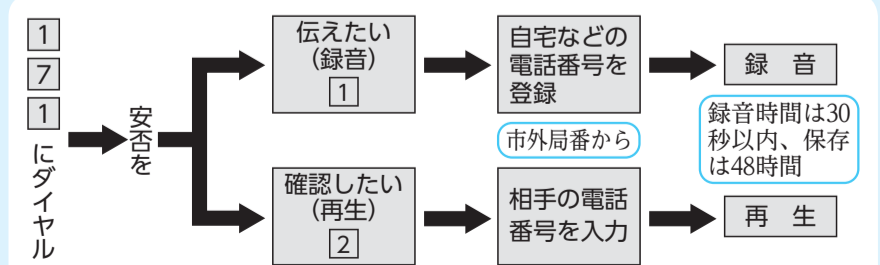 1
7
1
にダイヤル
安否を
伝えたい
(録音)
1
自宅などの
電話番号を
登録
録 音
市外局番から
録音時間は30
秒以内、保存
は48時間
確認したい
(再生)
2
相手の電話
番号を入力
再 生